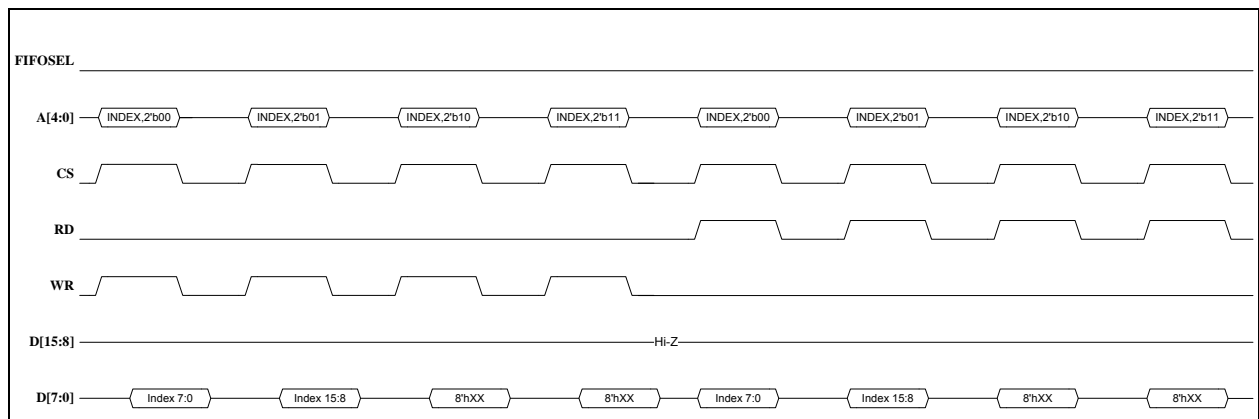 FIFOSEL
A[4:0] INDEX,2'b00 INDEX,2'b01 INDEX,2'b10 INDEX,2'b11 INDEX,2'b00 INDEX,2'b01 INDEX,2'b10 INDEX,2'b11
CS
RD
WR
D[15:8] Hi-Z
D[7:0] Index 7:0 Index 15:8 8'hXX 8'hXX Index 7:0 Index 15:8 8'hXX 8'hXX